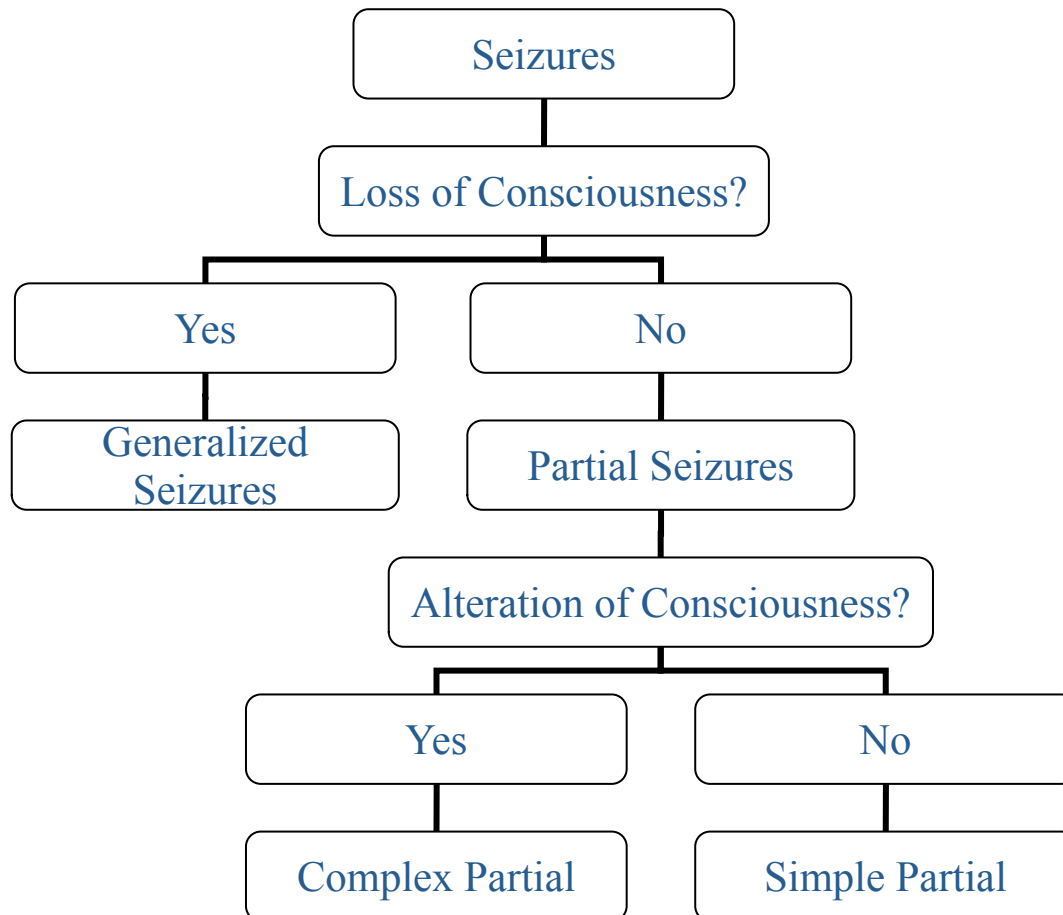 Seizures
Loss of Consciousness?
Yes
No
Generalized
Seizures
Partial Seizures
Alteration of Consciousness?
Yes
No
Complex Partial
Simple Partial